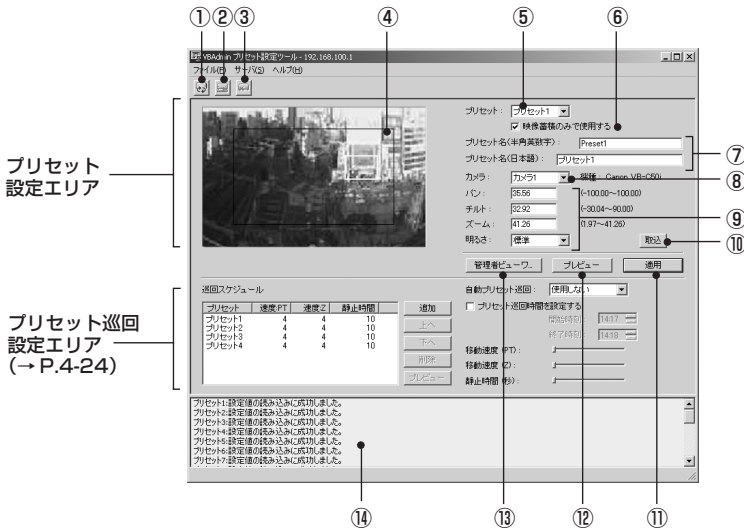 ① ② ③ ④ ⑤ ⑥
VBAdmin プリセット設定ツール - 192.168.100.1
ファイル(F) サーバ(S) ヘルプ(H)
プリセット
設定エリア
プリセット： プリセット1
映像蓄積のみで使用する
プリセット名(半角英数字)： Preset1
プリセット名(日本語)： プリセット1
⑦
カメラ： カメラ1 機種： Canon VB-C50i
⑧
パン： 35.56 (-100.00～100.00)
チルト： 32.92 (-30.04～90.00)
ズーム： 41.26 (1.97～41.26)
⑨
明るさ： 標準 取込
⑩
管理者ビューワ... プレビュー 適用
プリセット巡回
設定エリア
(→ P.4-24)
巡回スケジュール
プリセット 速度:PT 速度:Z 静止時間
プリセット1 4 4 10
プリセット2 4 4 10
プリセット3 4 4 10
プリセット4 4 4 10
追加
上へ
下へ
削除
プレビュー
自動プリセット巡回： 使用しない
プリセット巡回時間を設定する
開始時刻： 14:17
終了時刻： 14:18
移動速度 (PT)：
移動速度 (Z)：
静止時間 (秒)：
プリセット1:設定値の読み込みに成功しました。
プリセット2:設定値の読み込みに成功しました。
プリセット3:設定値の読み込みに成功しました。
プリセット4:設定値の読み込みに成功しました。
プリセット5:設定値の読み込みに成功しました。
プリセット6:設定値の読み込みに成功しました。
プリセット7:設定値の読み込みに成功しました。
⑭ ⑬ ⑫ ⑪